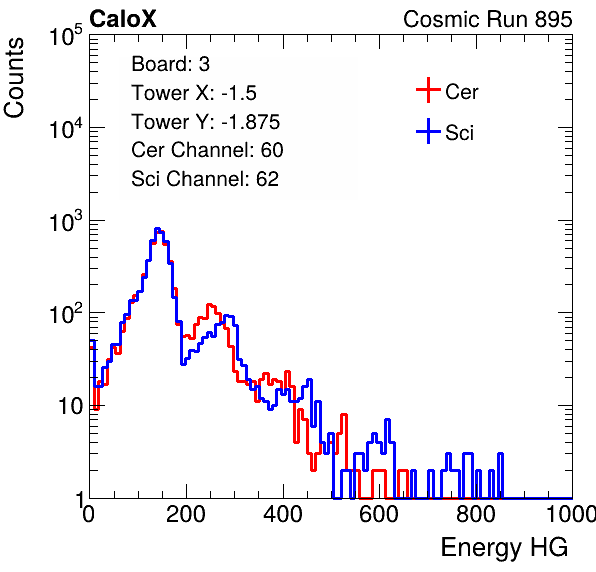 CaloX Cosmic Run 895
Counts
10^5
10^4
10^3
10^2
10
1
Board: 3
Tower X: -1.5
Tower Y: -1.875
Cer Channel: 60
Sci Channel: 62
Cer
Sci
0 200 400 600 800 1000
Energy HG